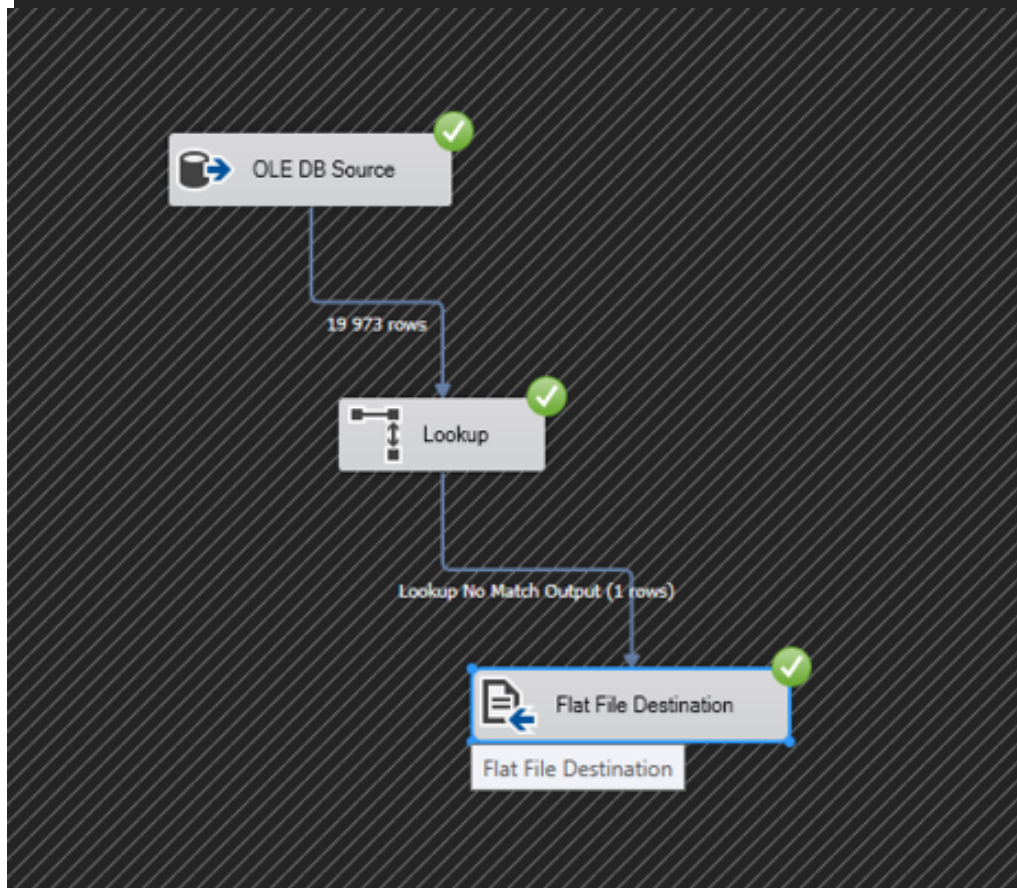 OLE DB Source
19 973 rows
Lookup
Lookup No Match Output (1 rows)
Flat File Destination
Flat File Destination